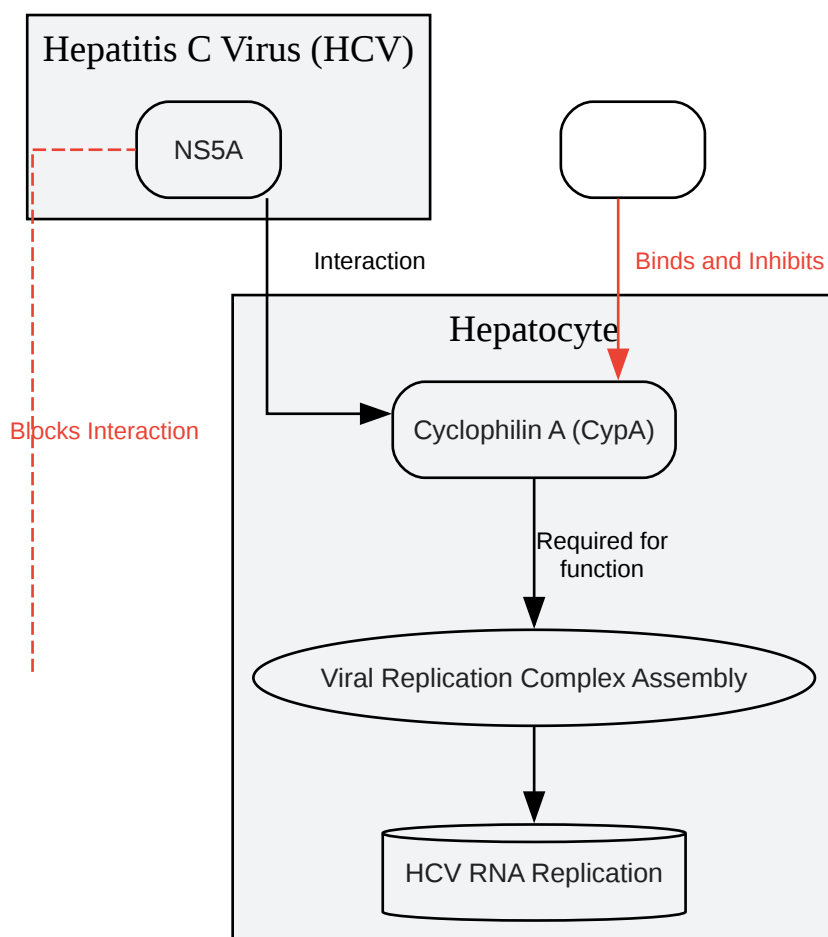 Hepatitis C Virus (HCV)
NS5A
Interaction
Binds and Inhibits
Hepatocyte
Blocks Interaction
Cyclophilin A (CypA)
Required for
function
Viral Replication Complex Assembly
HCV RNA Replication